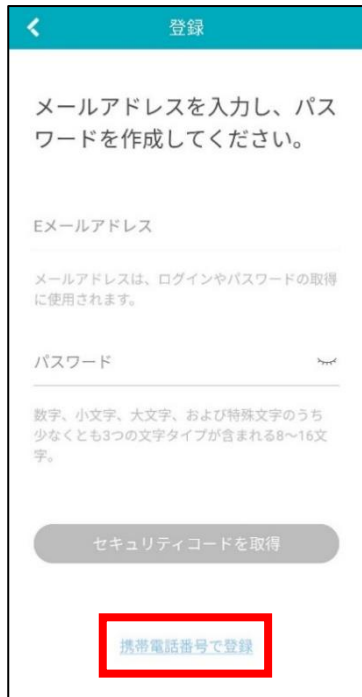 登録
メールアドレスを入力し、パス
ワードを作成してください。
Eメールアドレス
メールアドレスは、ログインやパスワードの取得
に使用されます。
パスワード
数字、小文字、大文字、および特殊文字のうち
少なくとも3つの文字タイプが含まれる8～16文
字。
セキュリティコードを取得
携帯電話番号で登録